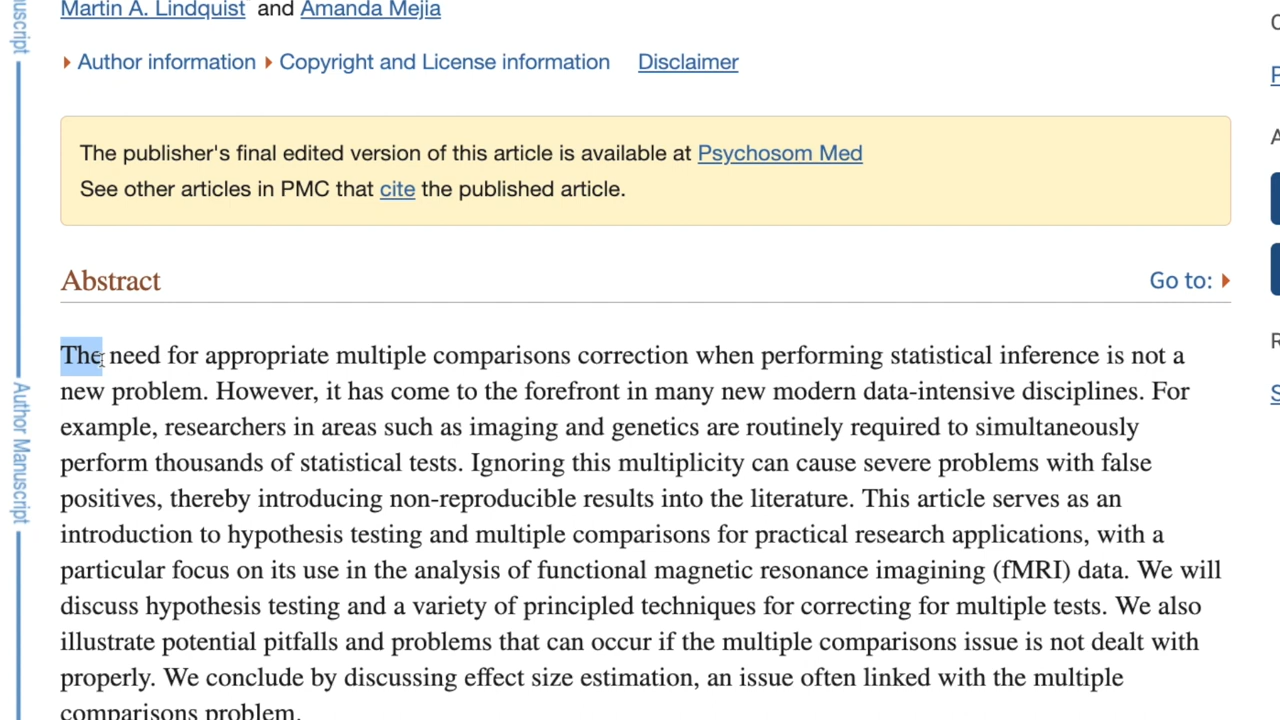 Martin A. Lindquist and Amanda Mejia
Author information Copyright and License information Disclaimer
The publisher's final edited version of this article is available at Psychosom Med
See other articles in PMC that cite the published article.
Abstract
Go to:
The need for appropriate multiple comparisons correction when performing statistical inference is not a
new problem. However, it has come to the forefront in many new modern data-intensive disciplines. For
example, researchers in areas such as imaging and genetics are routinely required to simultaneously
perform thousands of statistical tests. Ignoring this multiplicity can cause severe problems with false
positives, thereby introducing non-reproducible results into the literature. This article serves as an
introduction to hypothesis testing and multiple comparisons for practical research applications, with a
particular focus on its use in the analysis of functional magnetic resonance imagining (fMRI) data. We will
discuss hypothesis testing and a variety of principled techniques for correcting for multiple tests. We also
illustrate potential pitfalls and problems that can occur if the multiple comparisons issue is not dealt with
properly. We conclude by discussing effect size estimation, an issue often linked with the multiple
comparisons problem.
Author Manuscript